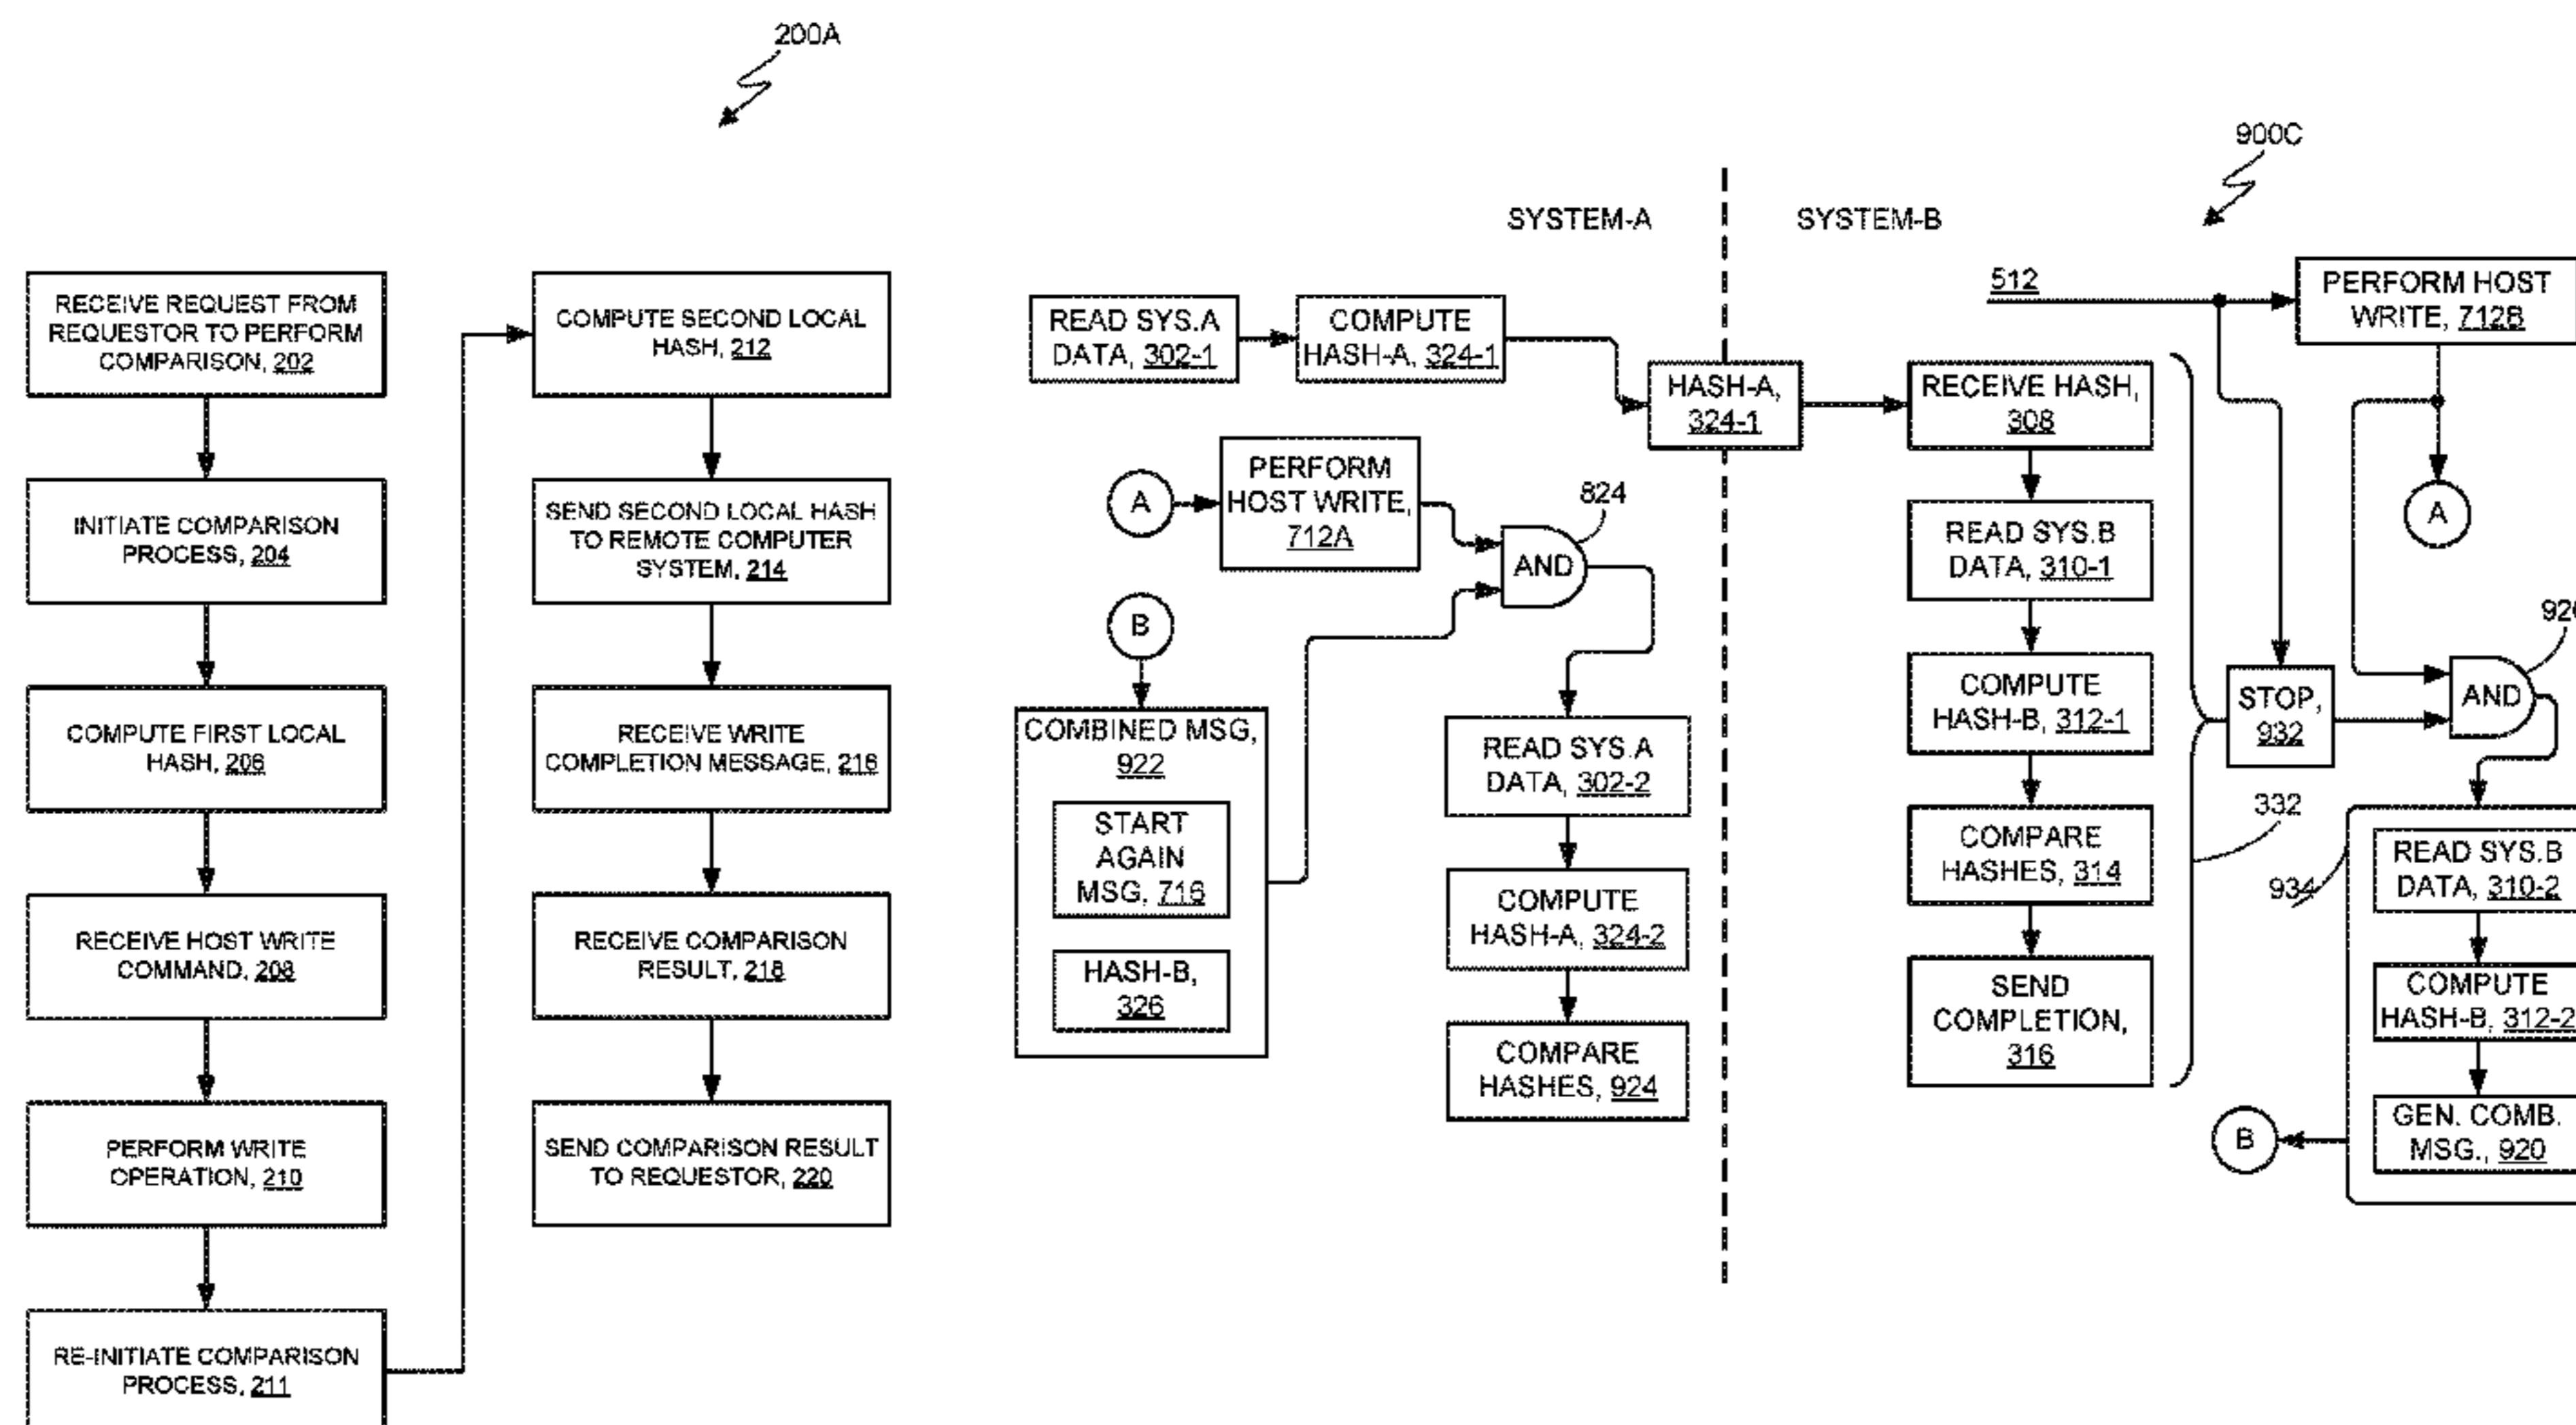 200A
RECEIVE REQUEST FROM
REQUESTOR TO PERFORM
COMPARISON, 202
INITIATE COMPARISON
PROCESS, 204
COMPUTE FIRST LOCAL
HASH, 206
RECEIVE HOST WRITE
COMMAND, 208
PERFORM WRITE
OPERATION, 210
RE-INITIATE COMPARISON
PROCESS, 211
COMPUTE SECOND LOCAL
HASH, 212
SEND SECOND LOCAL HASH
TO REMOTE COMPUTER
SYSTEM, 214
RECEIVE WRITE
COMPLETION MESSAGE, 216
RECEIVE COMPARISON
RESULT, 218
SEND COMPARISON RESULT
TO REQUESTOR, 220
900C
SYSTEM-A
SYSTEM-B
READ SYS.A
DATA, 302-1
COMPUTE
HASH-A, 324-1
HASH-A,
324-1
A
PERFORM
HOST WRITE,
712A
824
AND
B
COMBINED MSG,
922
START
AGAIN
MSG, 716
HASH-B,
326
READ SYS.A
DATA, 302-2
COMPUTE
HASH-A, 324-2
COMPARE
HASHES, 924
512
PERFORM HOST
WRITE, 712B
RECEIVE HASH,
308
READ SYS.B
DATA, 310-1
COMPUTE
HASH-B, 312-1
COMPARE
HASHES, 314
SEND
COMPLETION,
316
A
STOP,
932
AND
332
934
READ SYS.B
DATA, 310-2
COMPUTE
HASH-B, 312-2
GEN. COMB.
MSG., 920
B